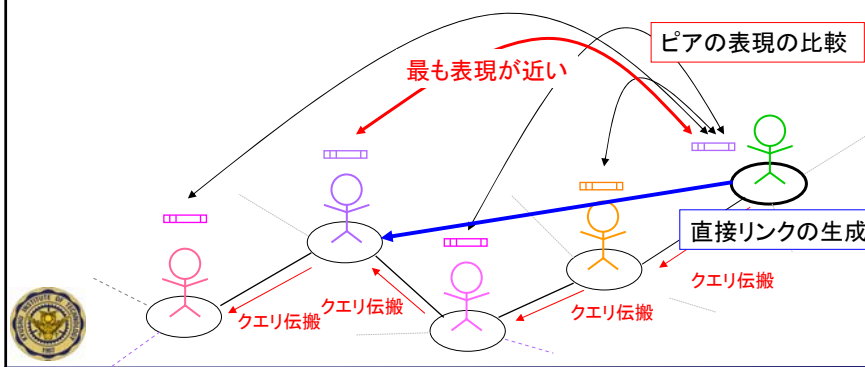 ピアの表現の比較
最も表現が近い
直接リンクの生成
クエリ伝搬
クエリ伝搬
クエリ伝搬
クエリ伝搬